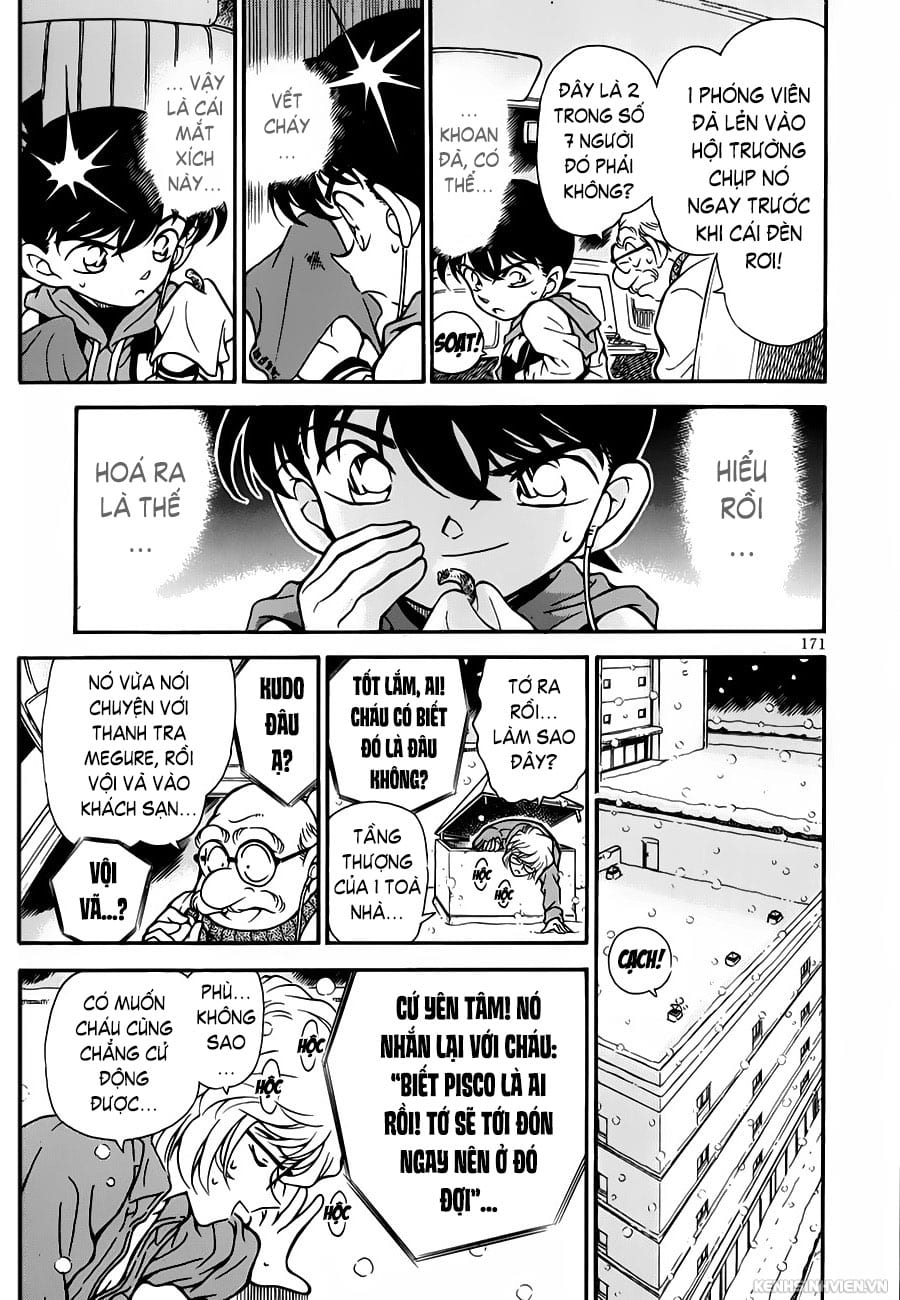 1 PHÓNG VIÊN
ĐÃ LẺN VÀO
HỘI TRƯỜNG
CHỤP NÓ
NGAY TRƯỚC
KHI CÁI ĐÈN
RƠI!
ĐÂY LÀ 2
TRONG SỐ
7 NGƯỜI
ĐÓ PHẢI
KHÔNG?
...
KHOAN
ĐÃ, CÓ
THỂ...
SOẠT!
VẾT
CHÁY
...
... VẬY
LÀ CÁI
MẮT
XÍCH
NÀY...
HIỂU
RỒI
...
HOÁ RA
LÀ THẾ
...
171
CẠCH!
TỚ RA
RỒI...
LÀM SAO
ĐÂY?
TỐT LẮM, AI!
CHÁU CÓ BIẾT
ĐÓ LÀ ĐÂU
KHÔNG?
HỘC
HỘC
TẦNG
THƯỢNG
CỦA 1 TOÀ
NHÀ...
KUDO
ĐÂU
Ạ?
NÓ VỪA NÓI
CHUYỆN VỚI
THANH TRA
MEGURE, RỒI
VỘI VÃ VÀO
KHÁCH SẠN...
VỘI
VÃ...?
CỨ YÊN TÂM! NÓ
NHẮN LẠI VỚI CHÁU:
"BIẾT PISCO LÀ AI
RỒI! TỚ SẼ TỚI ĐÓN
NGAY NÊN Ở ĐÓ
ĐỢI"...
HỘC
HỘC
HỘC
PHÙ...
KHÔNG
SAO
...
CÓ MUỐN
CHÁU CŨNG
CHẲNG CỬ
ĐỘNG
ĐƯỢC...
KENHSINHVIEN.VN